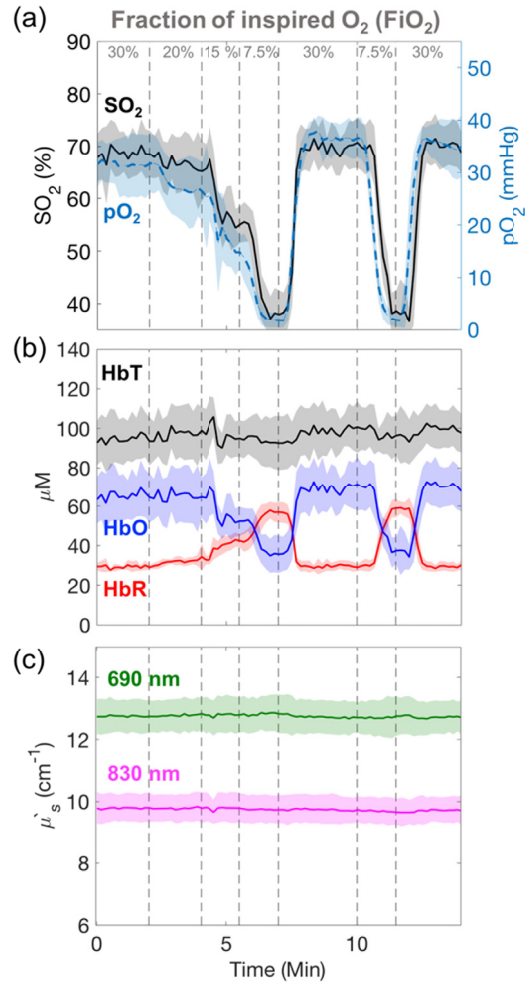 (a) Fraction of inspired O₂ (FiO₂)
90 30% 20% 15 % 7.5% 30% 7.5% 30% 50
SO₂
80 40
70 30
60 20
50 10
40 0
pO₂
SO₂ (%)
pO₂ (mmHg)
(b)
140
HbT
120
100
80
60
40
20
0
HbO
HbR
μM
(c)
690 nm
14
12
830 nm
10
8
6
μ`s (cm⁻¹)
0 5 10
Time (Min)